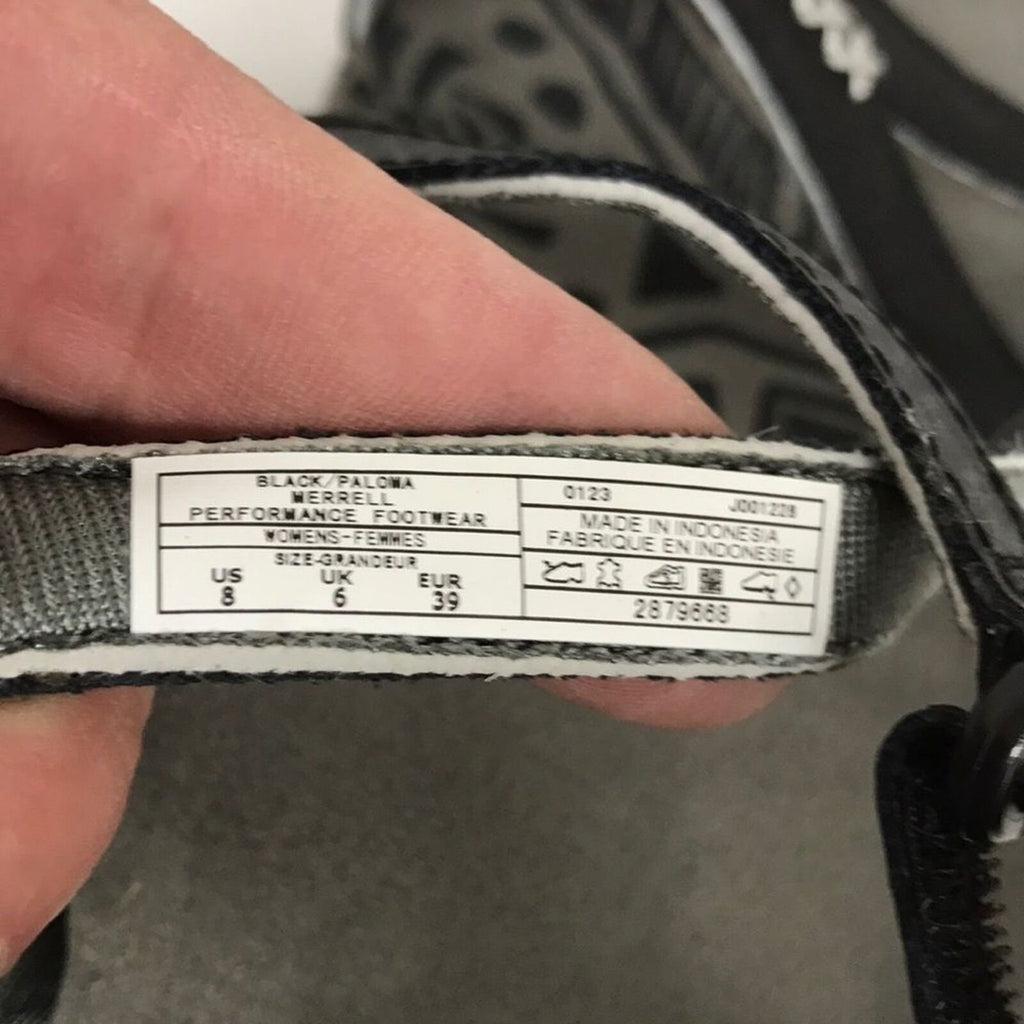 BLACK/PALOMA
MERRELL
PERFORMANCE FOOTWEAR
WOMENS-FEMMES
SIZE-GRANDEUR
US UK EUR
8 6 39
0123 J001228
MADE IN INDONESIA
FABRIQUE EN INDONESIE
2879668